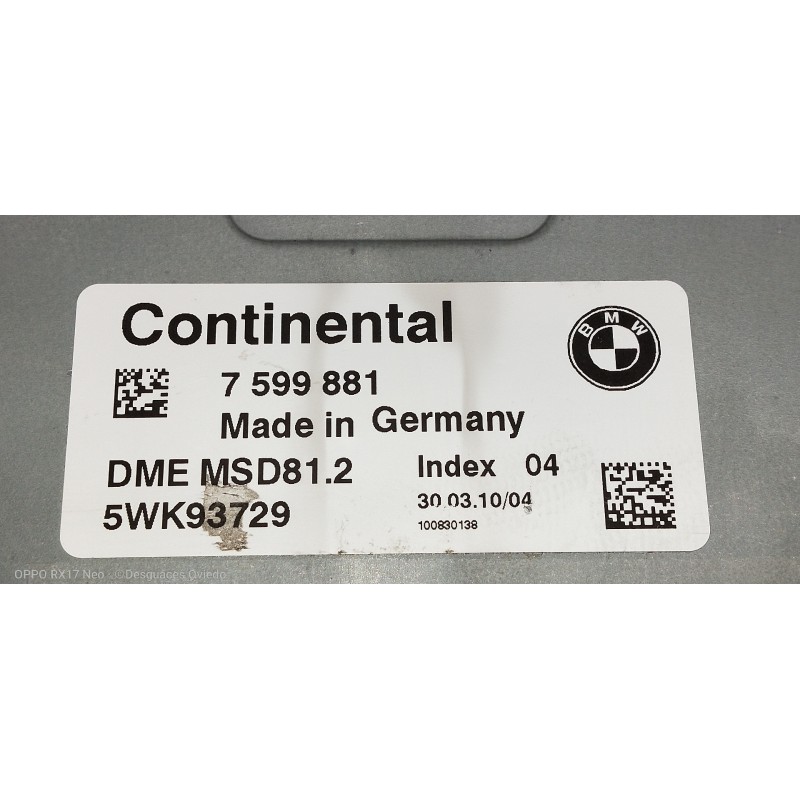 Continental
BMW
7 599 881
Made in Germany
DME MSD81.2
Index 04
5WK93729
30.03.10/04
100830138
OPPO RX17 Neo ©Desguaces Oviedo